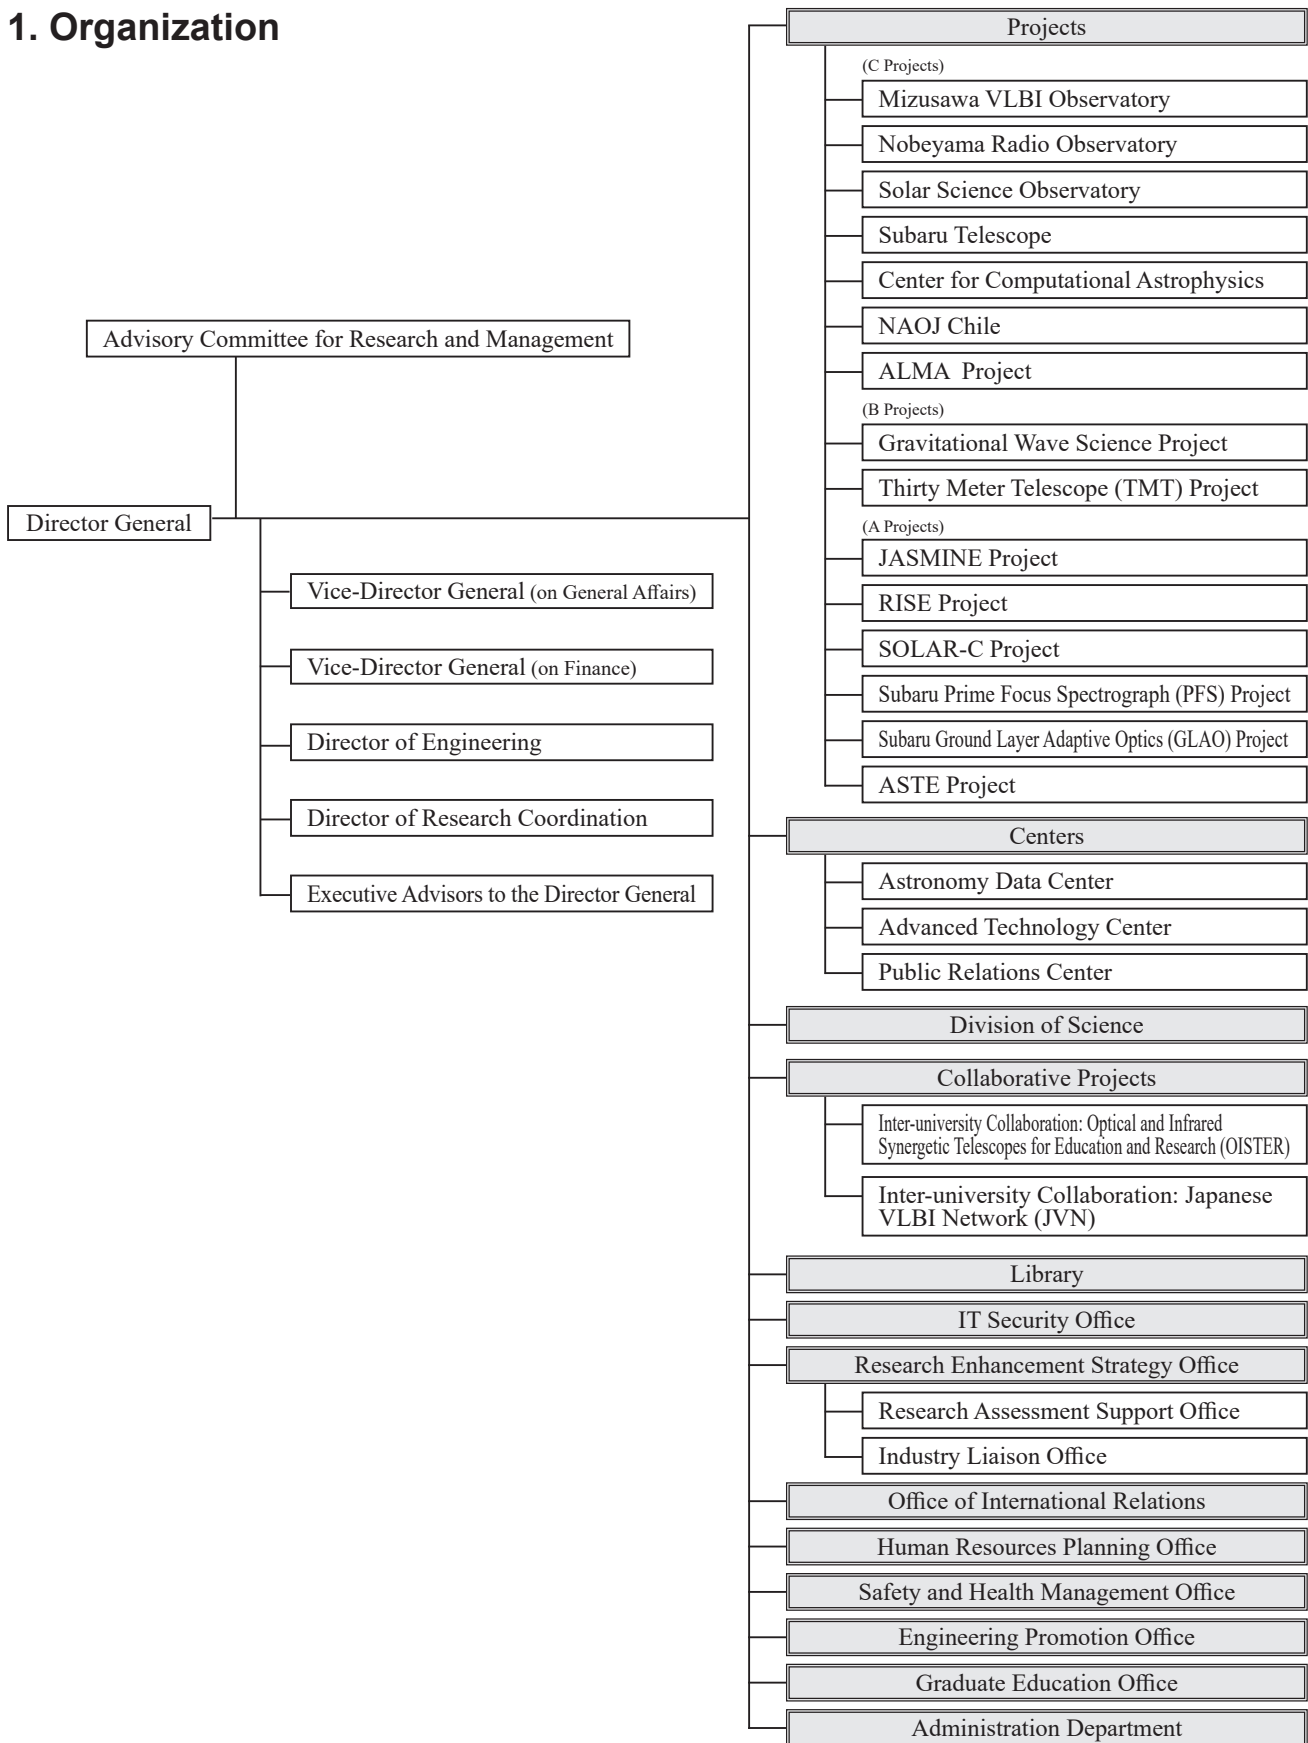 1. Organization
Advisory Committee for Research and Management
Director General
Vice-Director General (on General Affairs)
Vice-Director General (on Finance)
Director of Engineering
Director of Research Coordination
Executive Advisors to the Director General
Projects
(C Projects)
Mizusawa VLBI Observatory
Nobeyama Radio Observatory
Solar Science Observatory
Subaru Telescope
Center for Computational Astrophysics
NAOJ Chile
ALMA Project
(B Projects)
Gravitational Wave Science Project
Thirty Meter Telescope (TMT) Project
(A Projects)
JASMINE Project
RISE Project
SOLAR-C Project
Subaru Prime Focus Spectrograph (PFS) Project
Subaru Ground Layer Adaptive Optics (GLAO) Project
ASTE Project
Centers
Astronomy Data Center
Advanced Technology Center
Public Relations Center
Division of Science
Collaborative Projects
Inter-university Collaboration: Optical and Infrared
Synergetic Telescopes for Education and Research (OISTER)
Inter-university Collaboration: Japanese
VLBI Network (JVN)
Library
IT Security Office
Research Enhancement Strategy Office
Research Assessment Support Office
Industry Liaison Office
Office of International Relations
Human Resources Planning Office
Safety and Health Management Office
Engineering Promotion Office
Graduate Education Office
Administration Department